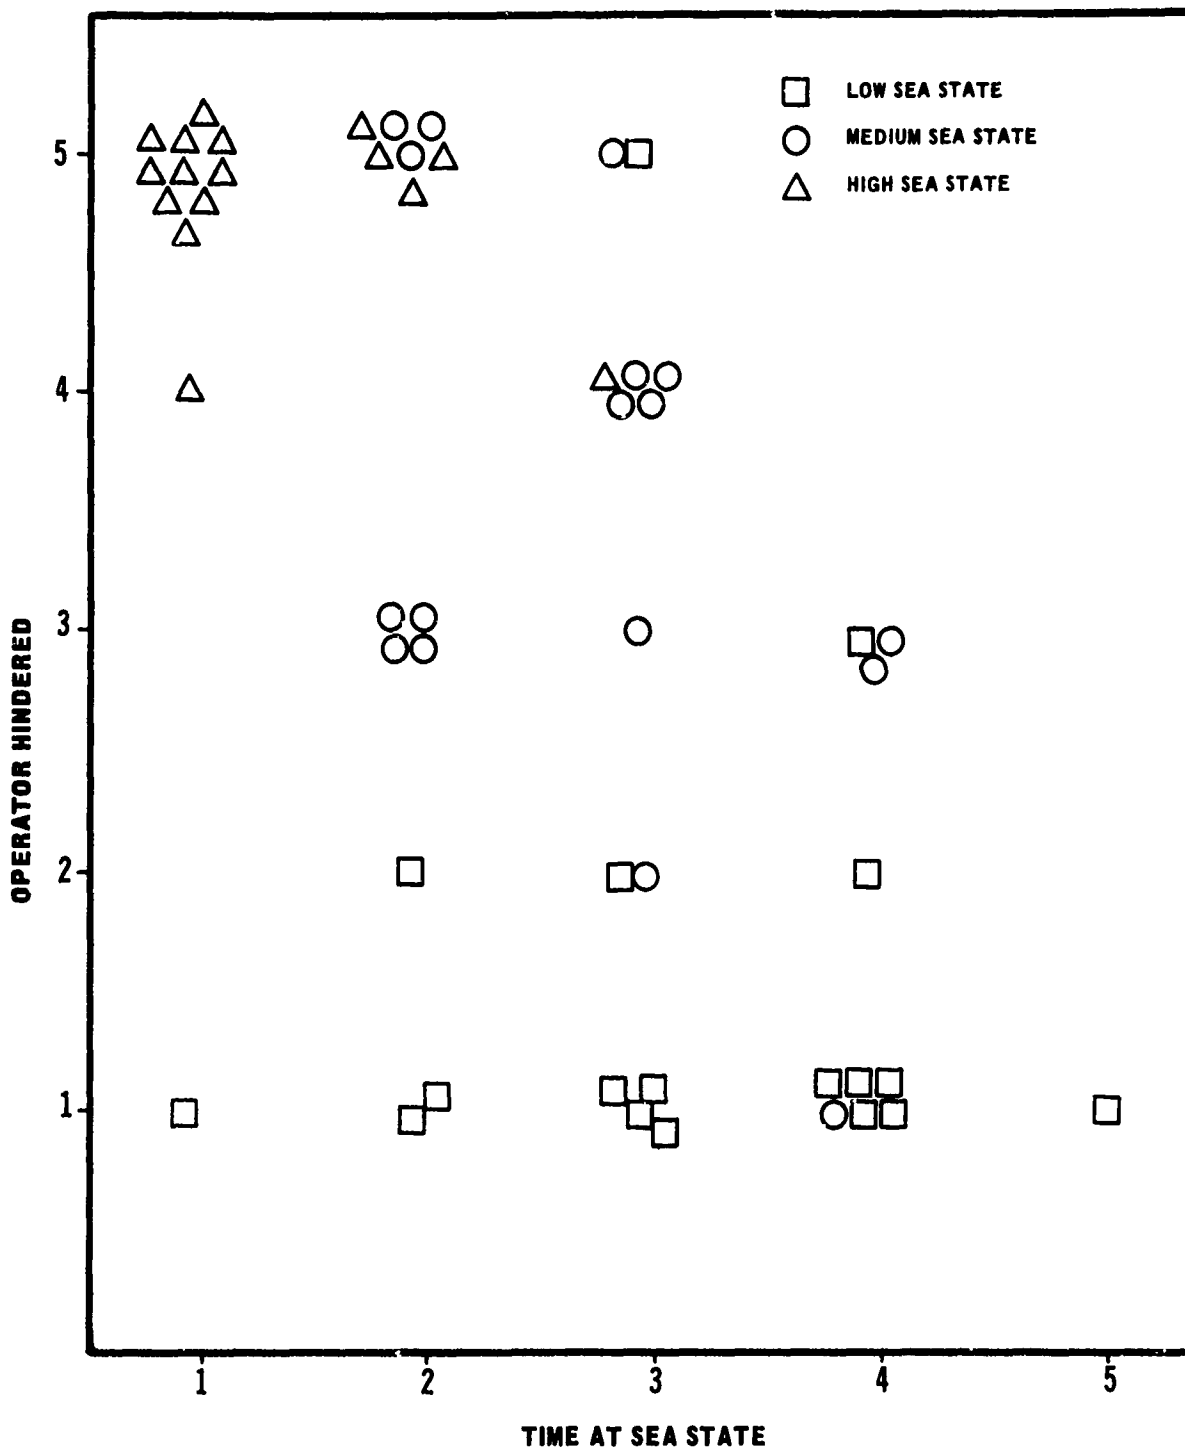 LOW SEA STATE
MEDIUM SEA STATE
HIGH SEA STATE
5
4
3
2
1
OPERATOR HINDERED
1 2 3 4 5
TIME AT SEA STATE